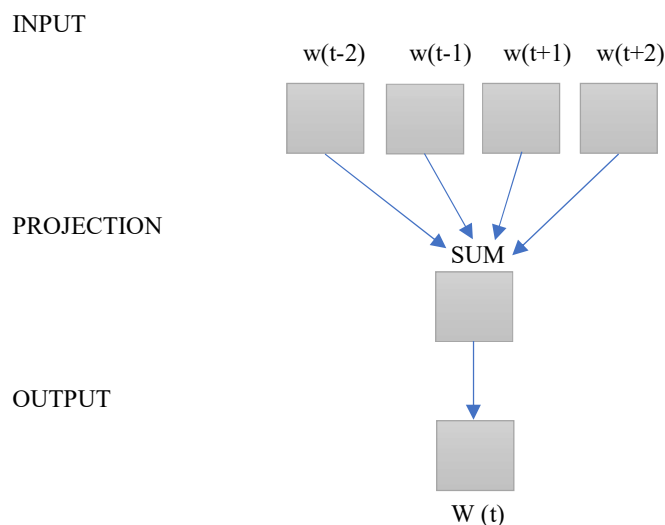 INPUT
w(t-2) w(t-1) w(t+1) w(t+2)
PROJECTION
SUM
OUTPUT
W (t)